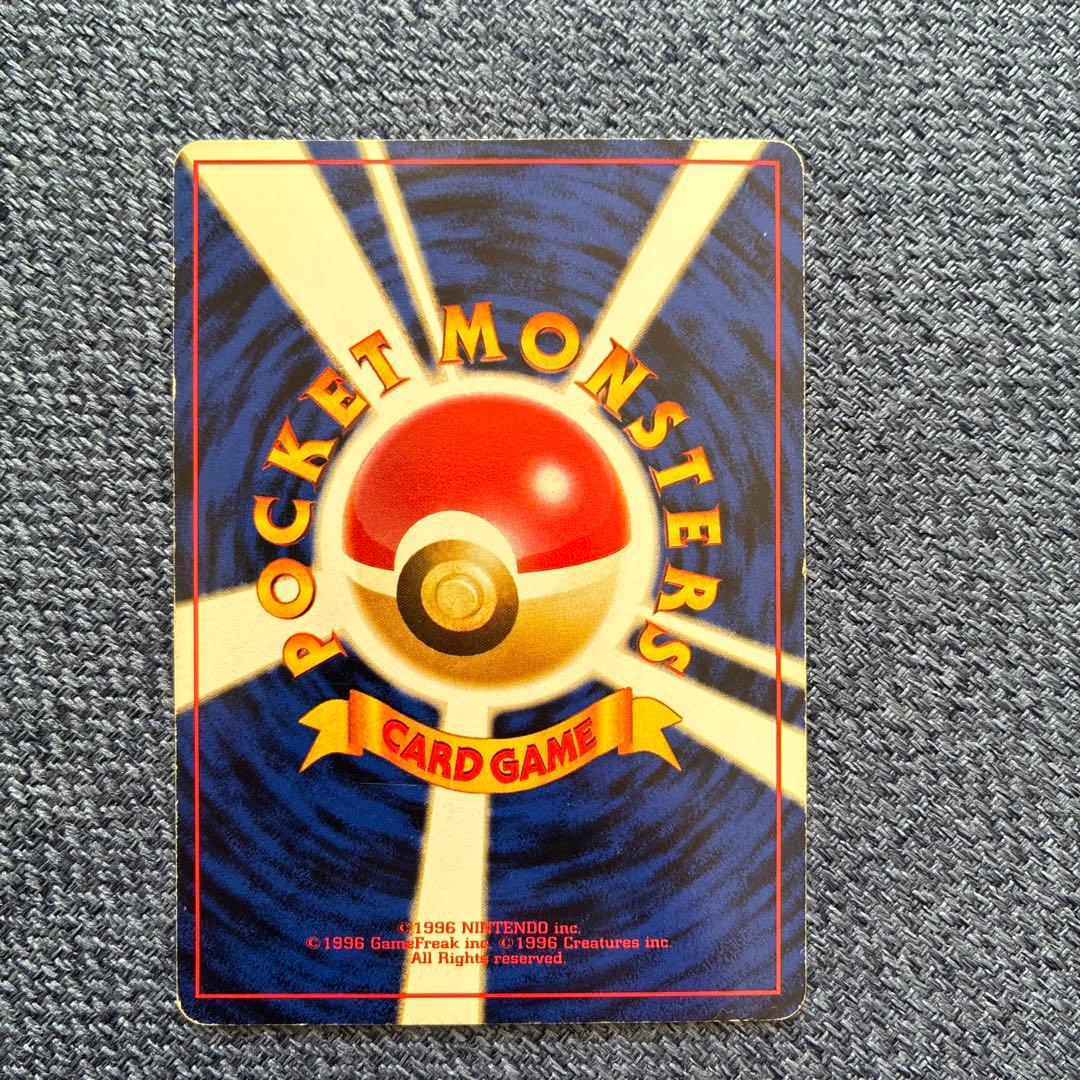 POCKET MONSTERS
CARD GAME
©1996 NINTENDO inc.
©1996 GameFreak inc. ©1996 Creatures inc.
All Rights reserved.